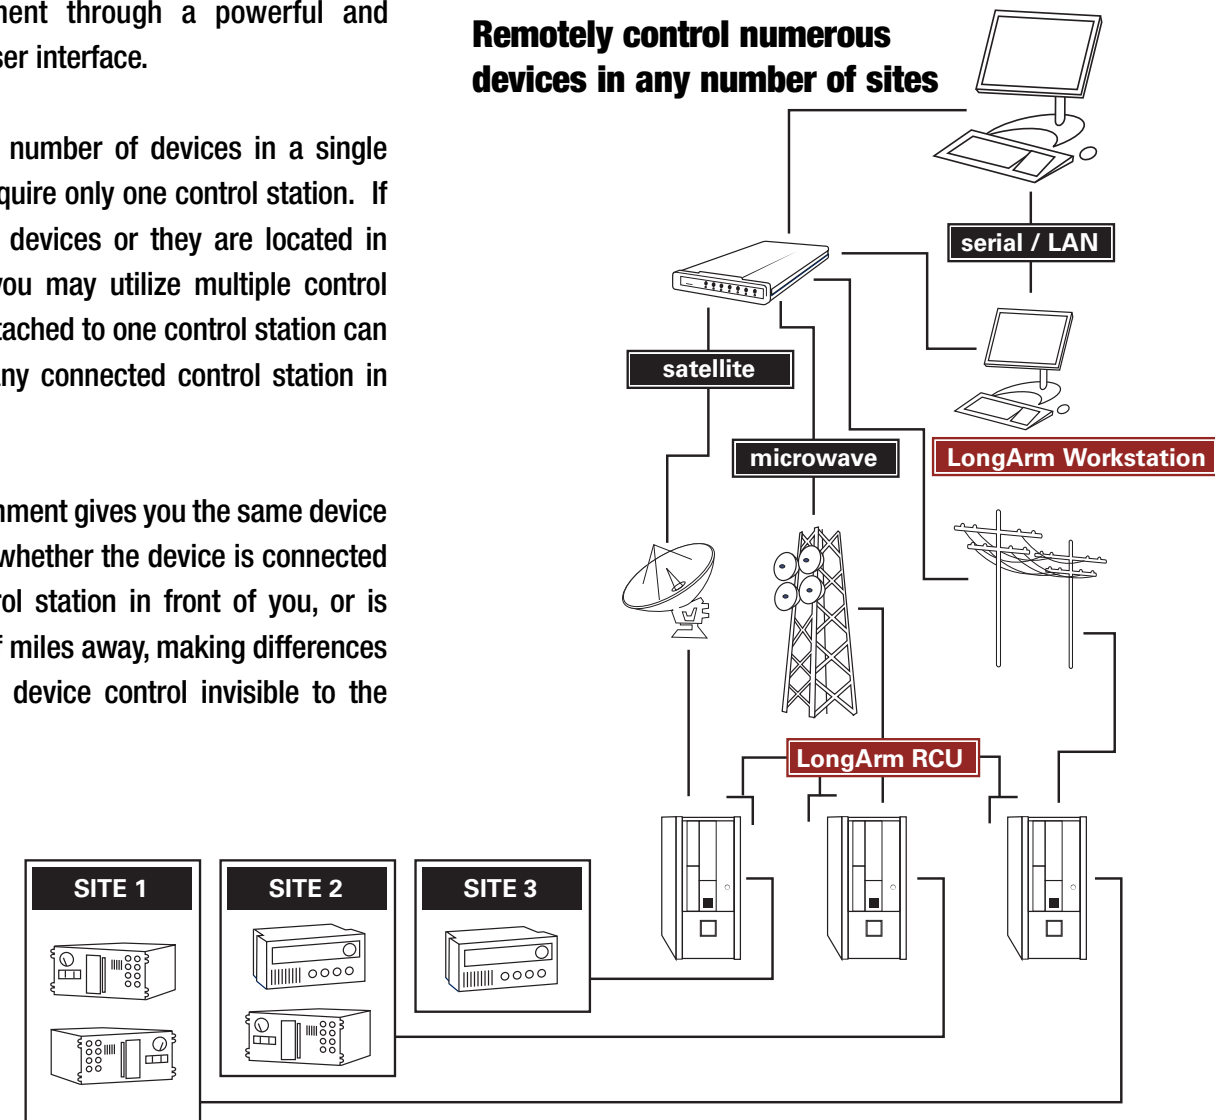 ment through a powerful and
ser interface.
number of devices in a single
quire only one control station. If
devices or they are located in
you may utilize multiple control
tached to one control station can
any connected control station in
nment gives you the same device
whether the device is connected
rol station in front of you, or is
f miles away, making differences
device control invisible to the
Remotely control numerous
devices in any number of sites
serial / LAN
satellite
microwave
LongArm Workstation
LongArm RCU
SITE 1
SITE 2
SITE 3